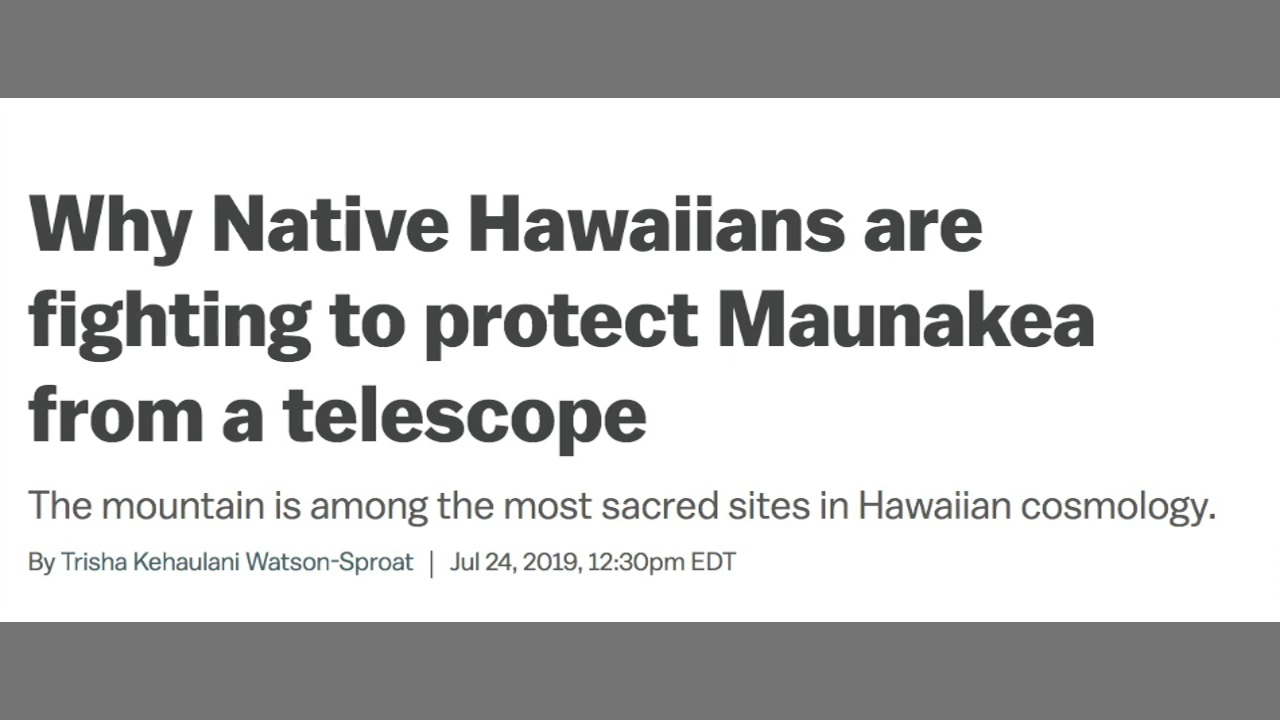 Why Native Hawaiians are
fighting to protect Maunakea
from a telescope
The mountain is among the most sacred sites in Hawaiian cosmology.
By Trisha Kehaulani Watson-Sproat | Jul 24, 2019, 12:30pm EDT